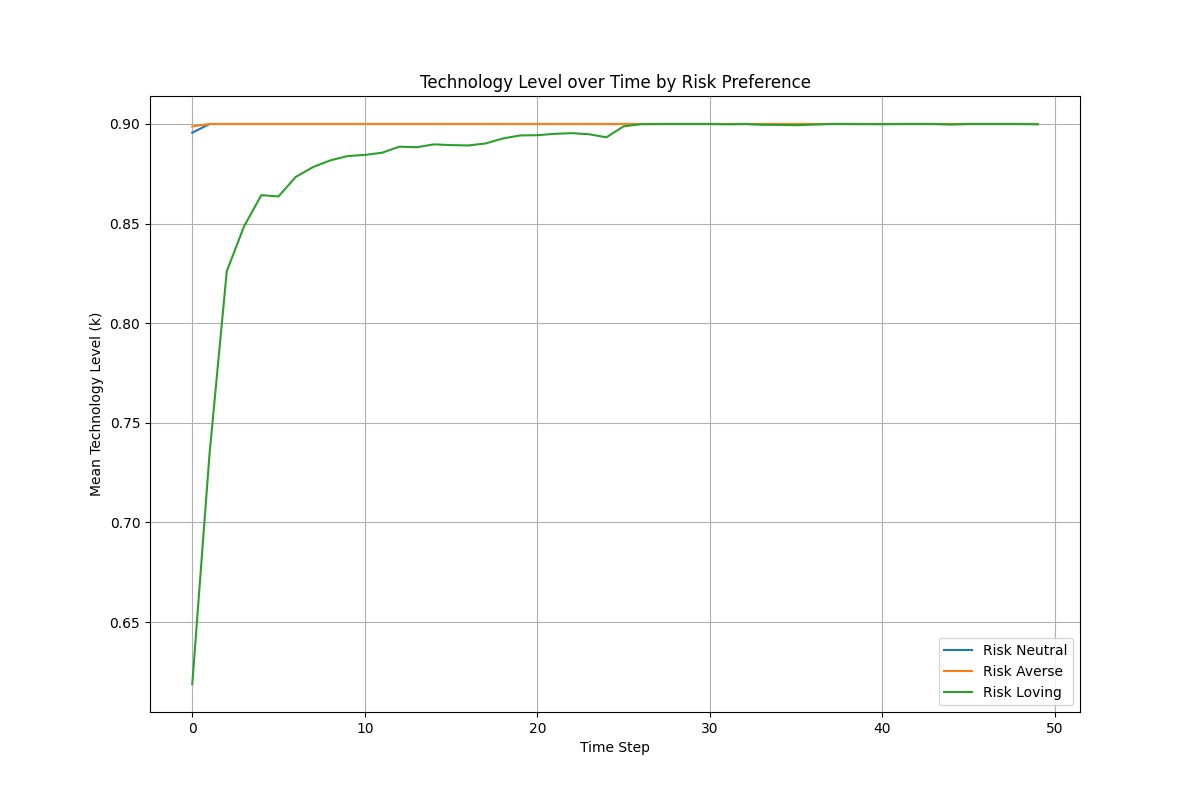 Technology Level over Time by Risk Preference
Mean Technology Level (k)
0.90
0.85
0.80
0.75
0.70
0.65
0 10 20 30 40 50
Time Step
Risk Neutral
Risk Averse
Risk Loving